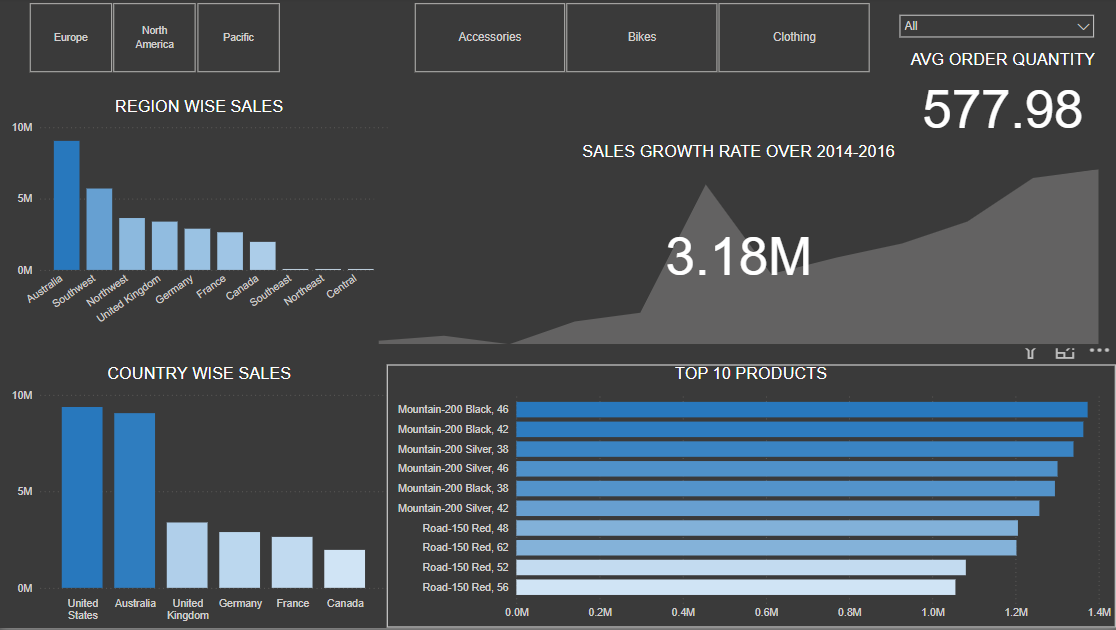 Europe
North
America
Pacific
Accessories
Bikes
Clothing
All
AVG ORDER QUANTITY
577.98
REGION WISE SALES
10M
5M
0M
Australia
Southwest
Northwest
United Kingdom
Germany
France
Canada
Southeast
Northeast
Central
SALES GROWTH RATE OVER 2014-2016
3.18M
COUNTRY WISE SALES
10M
5M
0M
United
States
Australia
United
Kingdom
Germany
France
Canada
TOP 10 PRODUCTS
Mountain-200 Black, 46
Mountain-200 Black, 42
Mountain-200 Silver, 38
Mountain-200 Silver, 46
Mountain-200 Black, 38
Mountain-200 Silver, 42
Road-150 Red, 48
Road-150 Red, 62
Road-150 Red, 52
Road-150 Red, 56
0.0M 0.2M 0.4M 0.6M 0.8M 1.0M 1.2M 1.4M